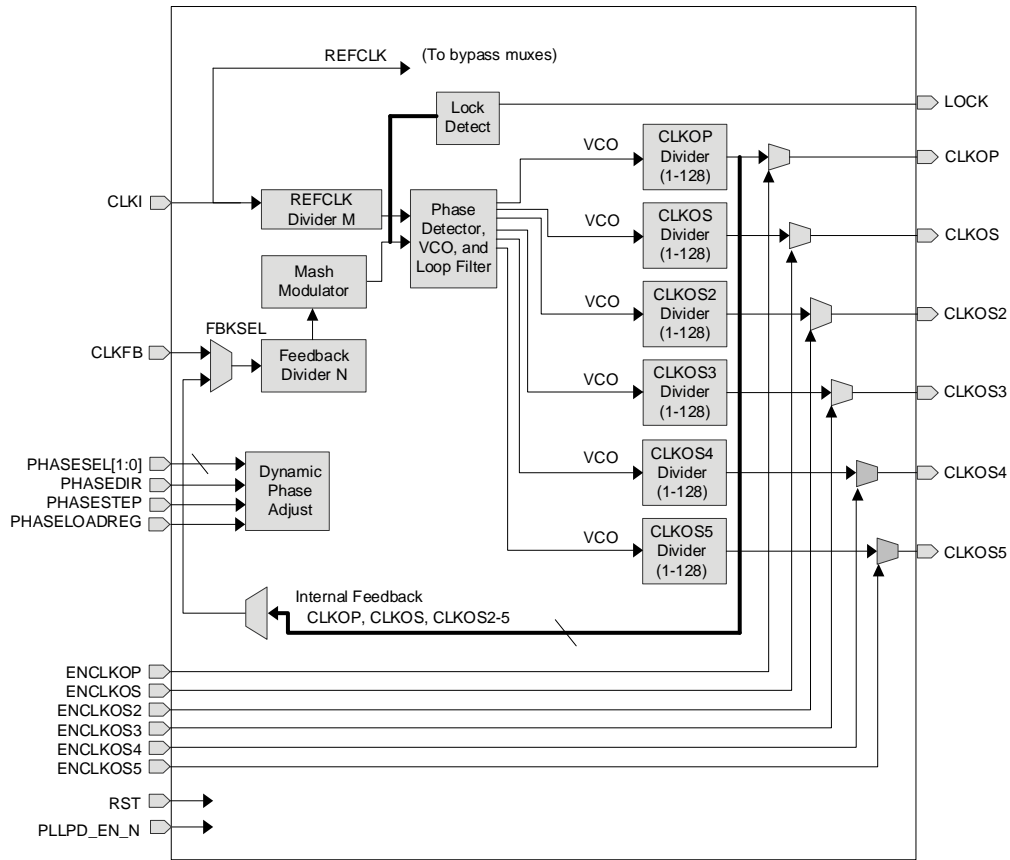 REFCLK
(To bypass muxes)
Lock
Detect
LOCK
VCO
CLKOP
Divider
(1-128)
CLKOP
CLKI
REFCLK
Divider M
Phase
Detector,
VCO, and
Loop Filter
VCO
CLKOS
Divider
(1-128)
CLKOS
Mash
Modulator
VCO
CLKOS2
Divider
(1-128)
CLKOS2
FBKSEL
CLKFB
Feedback
Divider N
VCO
CLKOS3
Divider
(1-128)
CLKOS3
PHASESEL[1:0]
PHASEDIR
PHASESTEP
PHASELOADREG
Dynamic
Phase
Adjust
VCO
CLKOS4
Divider
(1-128)
CLKOS4
VCO
CLKOS5
Divider
(1-128)
CLKOS5
Internal Feedback
CLKOP, CLKOS, CLKOS2-5
ENCLKOP
ENCLKOS
ENCLKOS2
ENCLKOS3
ENCLKOS4
ENCLKOS5
RST
PLLPD_EN_N